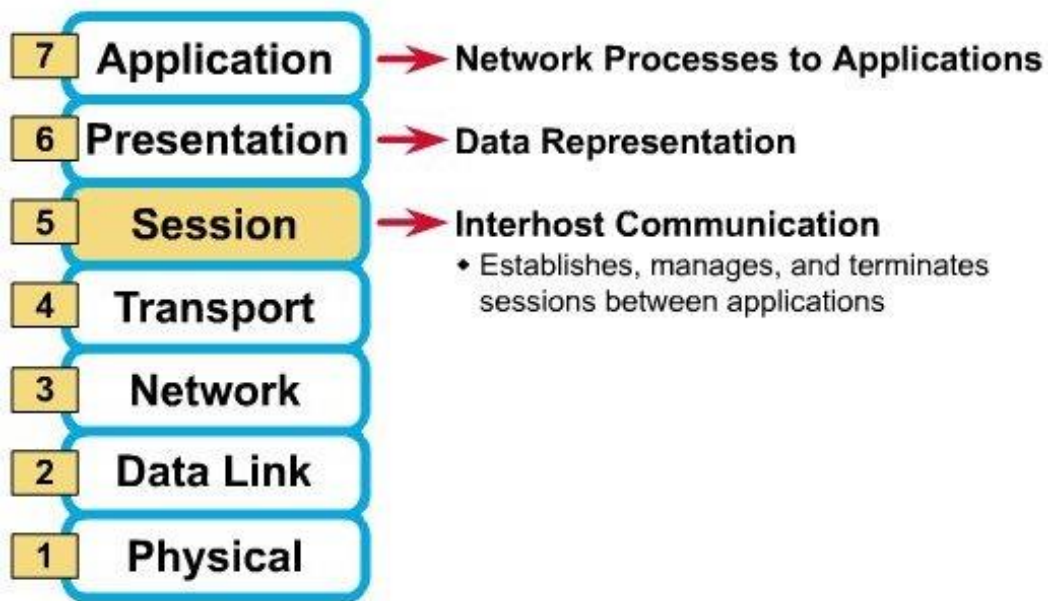 7 Application Network Processes to Applications
6 Presentation Data Representation
5 Session Interhost Communication
◆ Establishes, manages, and terminates
sessions between applications
4 Transport
3 Network
2 Data Link
1 Physical